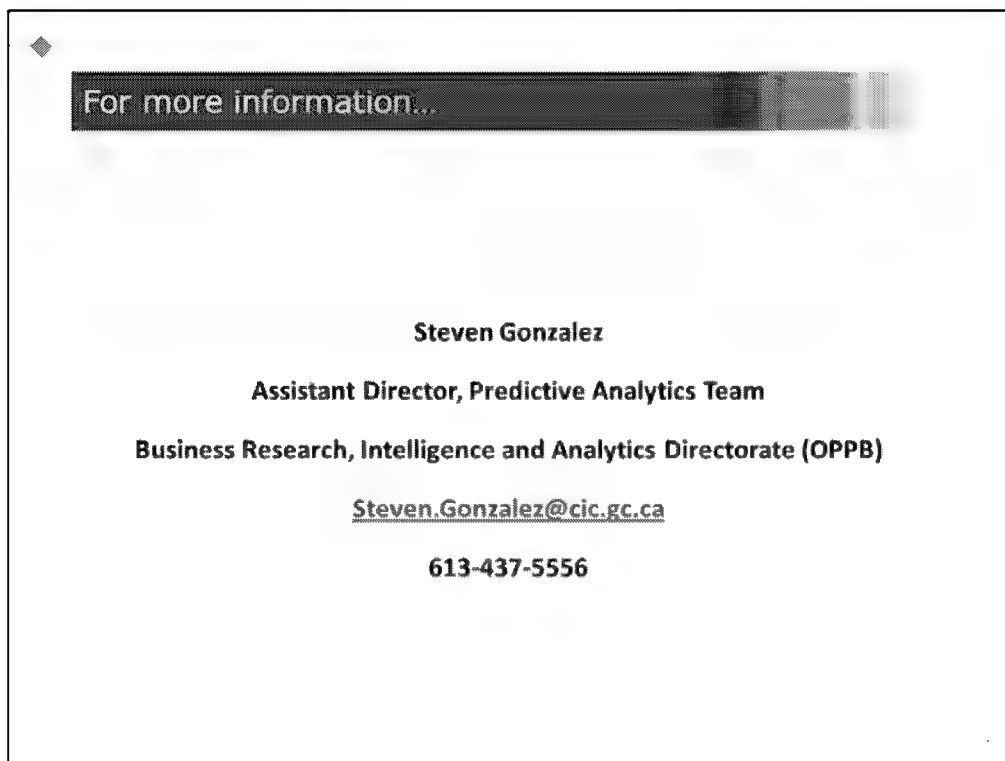 For more information...
Steven Gonzalez
Assistant Director, Predictive Analytics Team
Business Research, Intelligence and Analytics Directorate (OPPB)
Steven.Gonzalez@cic.gc.ca
613-437-5556